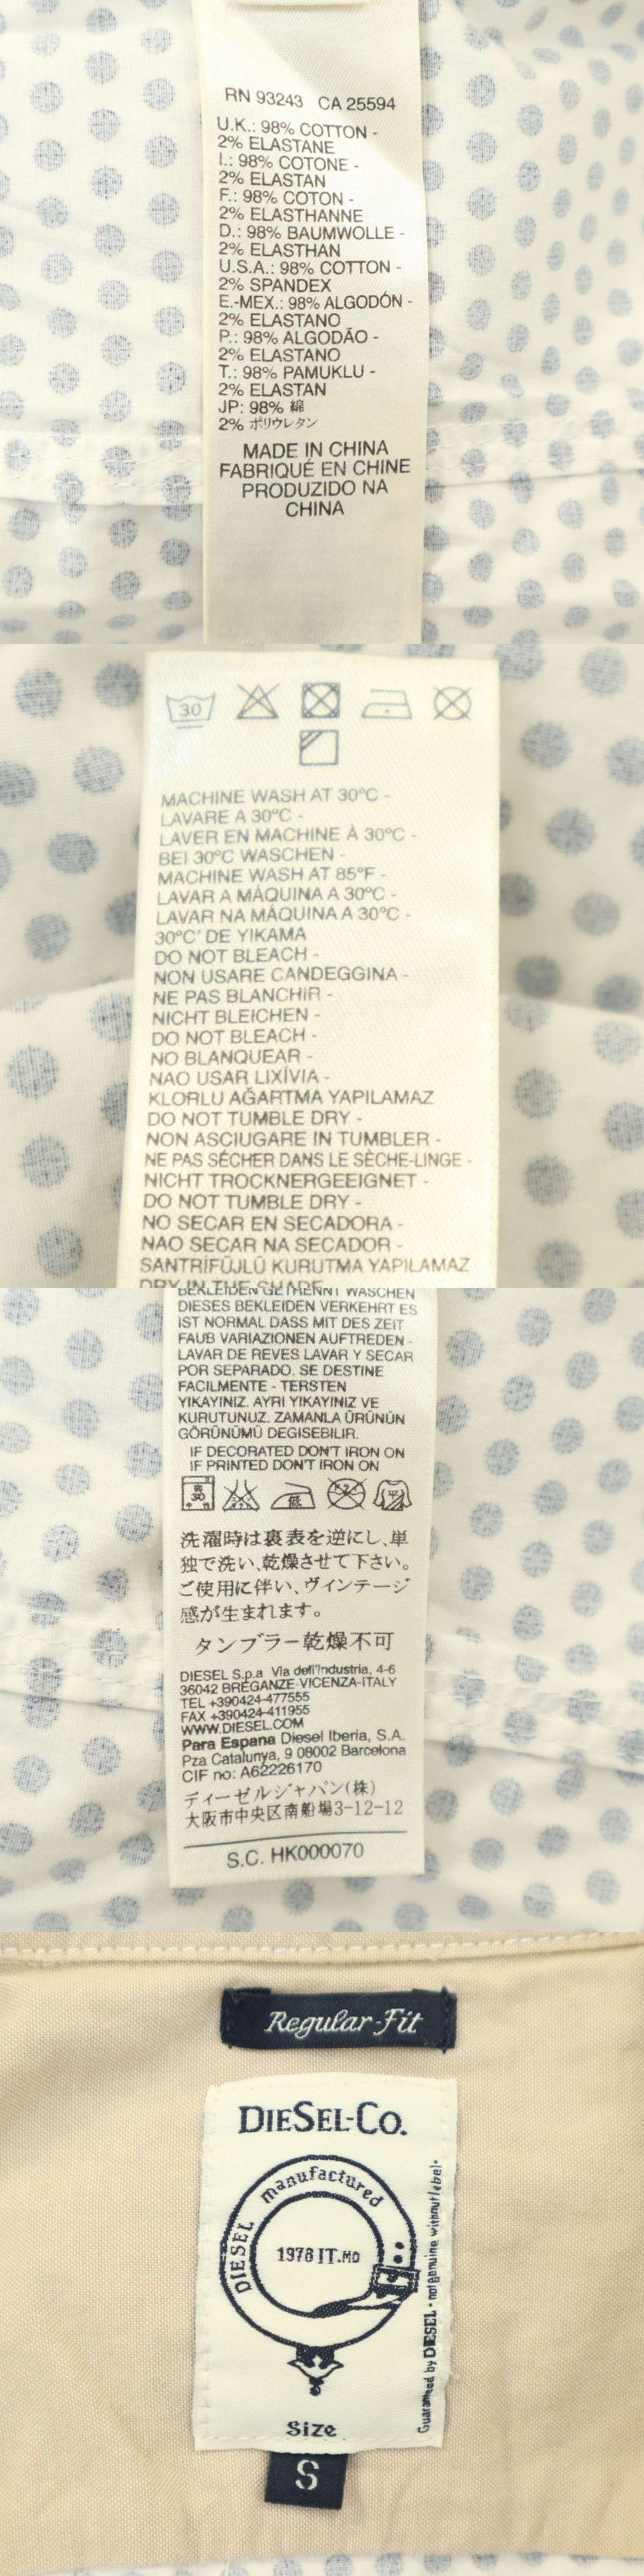 RN 93243 CA 25594
U.K.: 98% COTTON -
2% ELASTANE
I.: 98% COTONE -
2% ELASTAN
F.: 98% COTON -
2% ELASTHANNE
D.: 98% BAUMWOLLE -
2% ELASTHAN
U.S.A.: 98% COTTON -
2% SPANDEX
E.-MEX.: 98% ALGODÓN -
2% ELASTANO
P.: 98% ALGODÃO -
2% ELASTANO
T.: 98% PAMUKLU -
2% ELASTAN
JP: 98% 綿
2% ポリウレタン
MADE IN CHINA
FABRIQUÉ EN CHINE
PRODUZIDO NA
CHINA
30
MACHINE WASH AT 30°C -
LAVARE A 30°C -
LAVER EN MACHINE À 30°C -
BEI 30°C WASCHEN -
MACHINE WASH AT 85°F -
LAVAR A MÁQUINA A 30°C -
LAVAR NA MÁQUINA A 30°C -
30°C' DE YIKAMA
DO NOT BLEACH -
NON USARE CANDEGGINA -
NE PAS BLANCHIR -
NICHT BLEICHEN -
DO NOT BLEACH -
NO BLANQUEAR -
NAO USAR LIXÍVIA -
KLORLU AĞARTMA YAPILAMAZ
DO NOT TUMBLE DRY -
NON ASCIUGARE IN TUMBLER -
NE PAS SÉCHER DANS LE SÈCHE-LINGE -
NICHT TROCKNERGEEIGNET -
DO NOT TUMBLE DRY -
NO SECAR EN SECADORA -
NAO SECAR NA SECADOR -
SANTRİFÜJLÜ KURUTMA YAPILAMAZ
DRY IN THE SHADE
BEKLEIDEN GETRENNT WASCHEN
DIESES BEKLEIDEN VERKEHRT ES
IST NORMAL DASS MIT DES ZEIT
FAUB VARIAZIONEN AUFTREDEN -
LAVAR DE REVES LAVAR Y SECAR
POR SEPARADO. SE DESTINE
FACILMENTE - TERSTEN
YIKAYINIZ. AYRI YIKAYINIZ VE
KURUTUNUZ. ZAMANLA ÜRÜNÜN
GÖRÜNÜMÜ DEGISEBILIR.
IF DECORATED DON'T IRON ON
IF PRINTED DON'T IRON ON
30 低
洗濯時は裏表を逆にし、単
独で洗い、乾燥させて下さい。
ご使用に伴い、ヴィンテージ
感が生まれます。
タンブラー乾燥不可
DIESEL S.p.a Via dell'Industria, 4-6
36042 BREGANZE-VICENZA-ITALY
TEL +390424-477555
FAX +390424-411955
WWW.DIESEL.COM
Para Espana Diesel Iberia, S.A.
Pza Catalunya, 9 08002 Barcelona
CIF no: A62226170
ディーゼルジャパン(株)
大阪市中央区南船場3-12-12
S.C. HK000070
Regular-Fit
DIESEL-CO.
DIESEL manufactured
1978 IT.MD
Guaranteed by DIESEL • not genuine without label •
Size
S